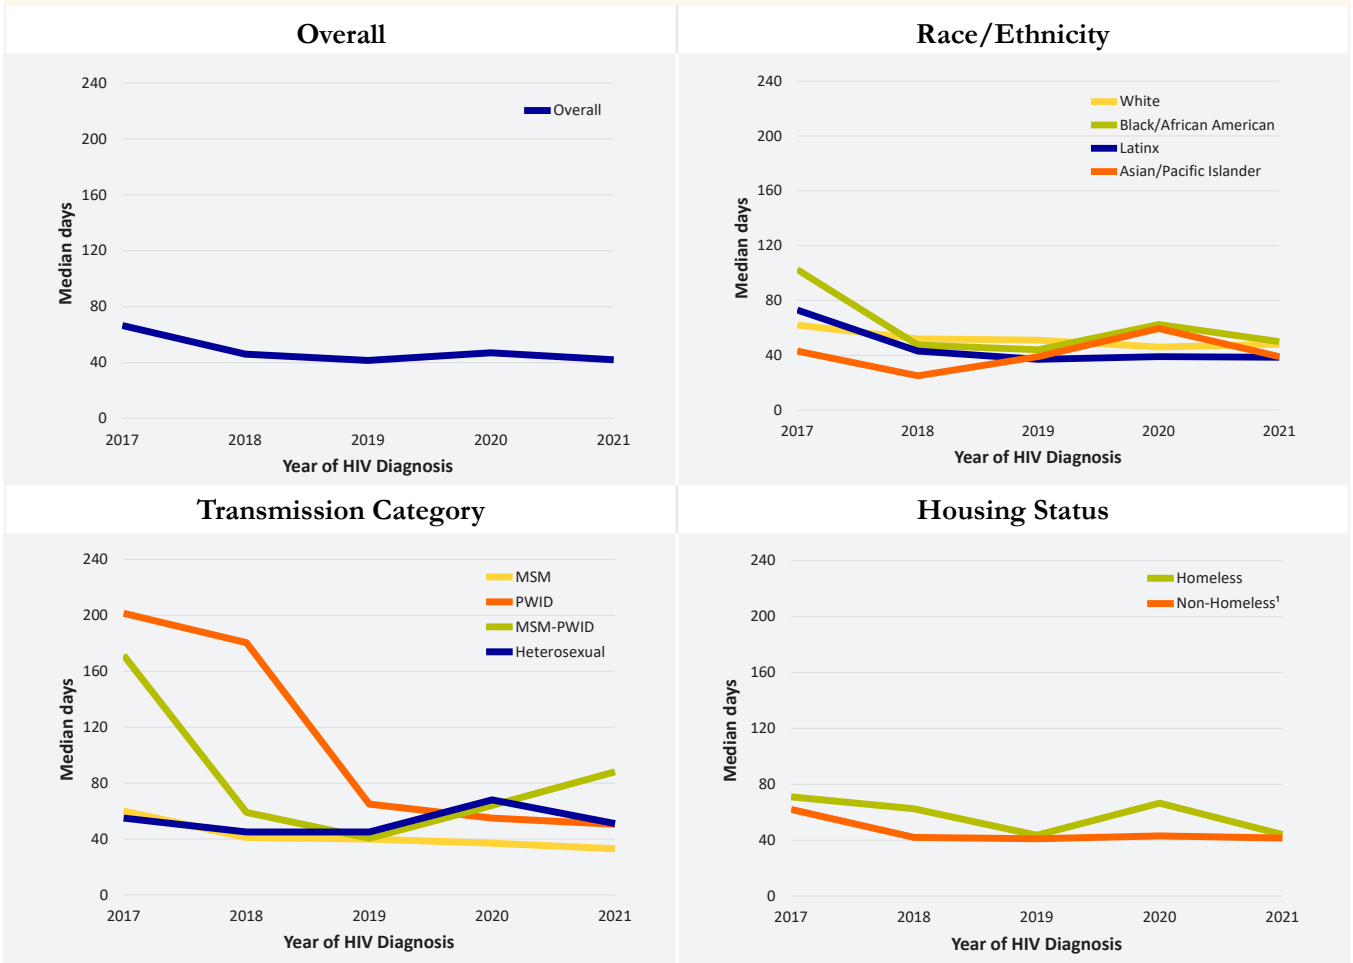 Overall
240
200
160
120
80
40
0
Median days
2017 2018 2019 2020 2021
Year of HIV Diagnosis
Overall
Race/Ethnicity
240
200
160
120
80
40
0
Median days
2017 2018 2019 2020 2021
Year of HIV Diagnosis
White
Black/African American
Latinx
Asian/Pacific Islander
Transmission Category
240
200
160
120
80
40
0
Median days
2017 2018 2019 2020 2021
Year of HIV Diagnosis
MSM
PWID
MSM-PWID
Heterosexual
Housing Status
240
200
160
120
80
40
0
Median days
2017 2018 2019 2020 2021
Year of HIV Diagnosis
Homeless
Non-Homeless¹